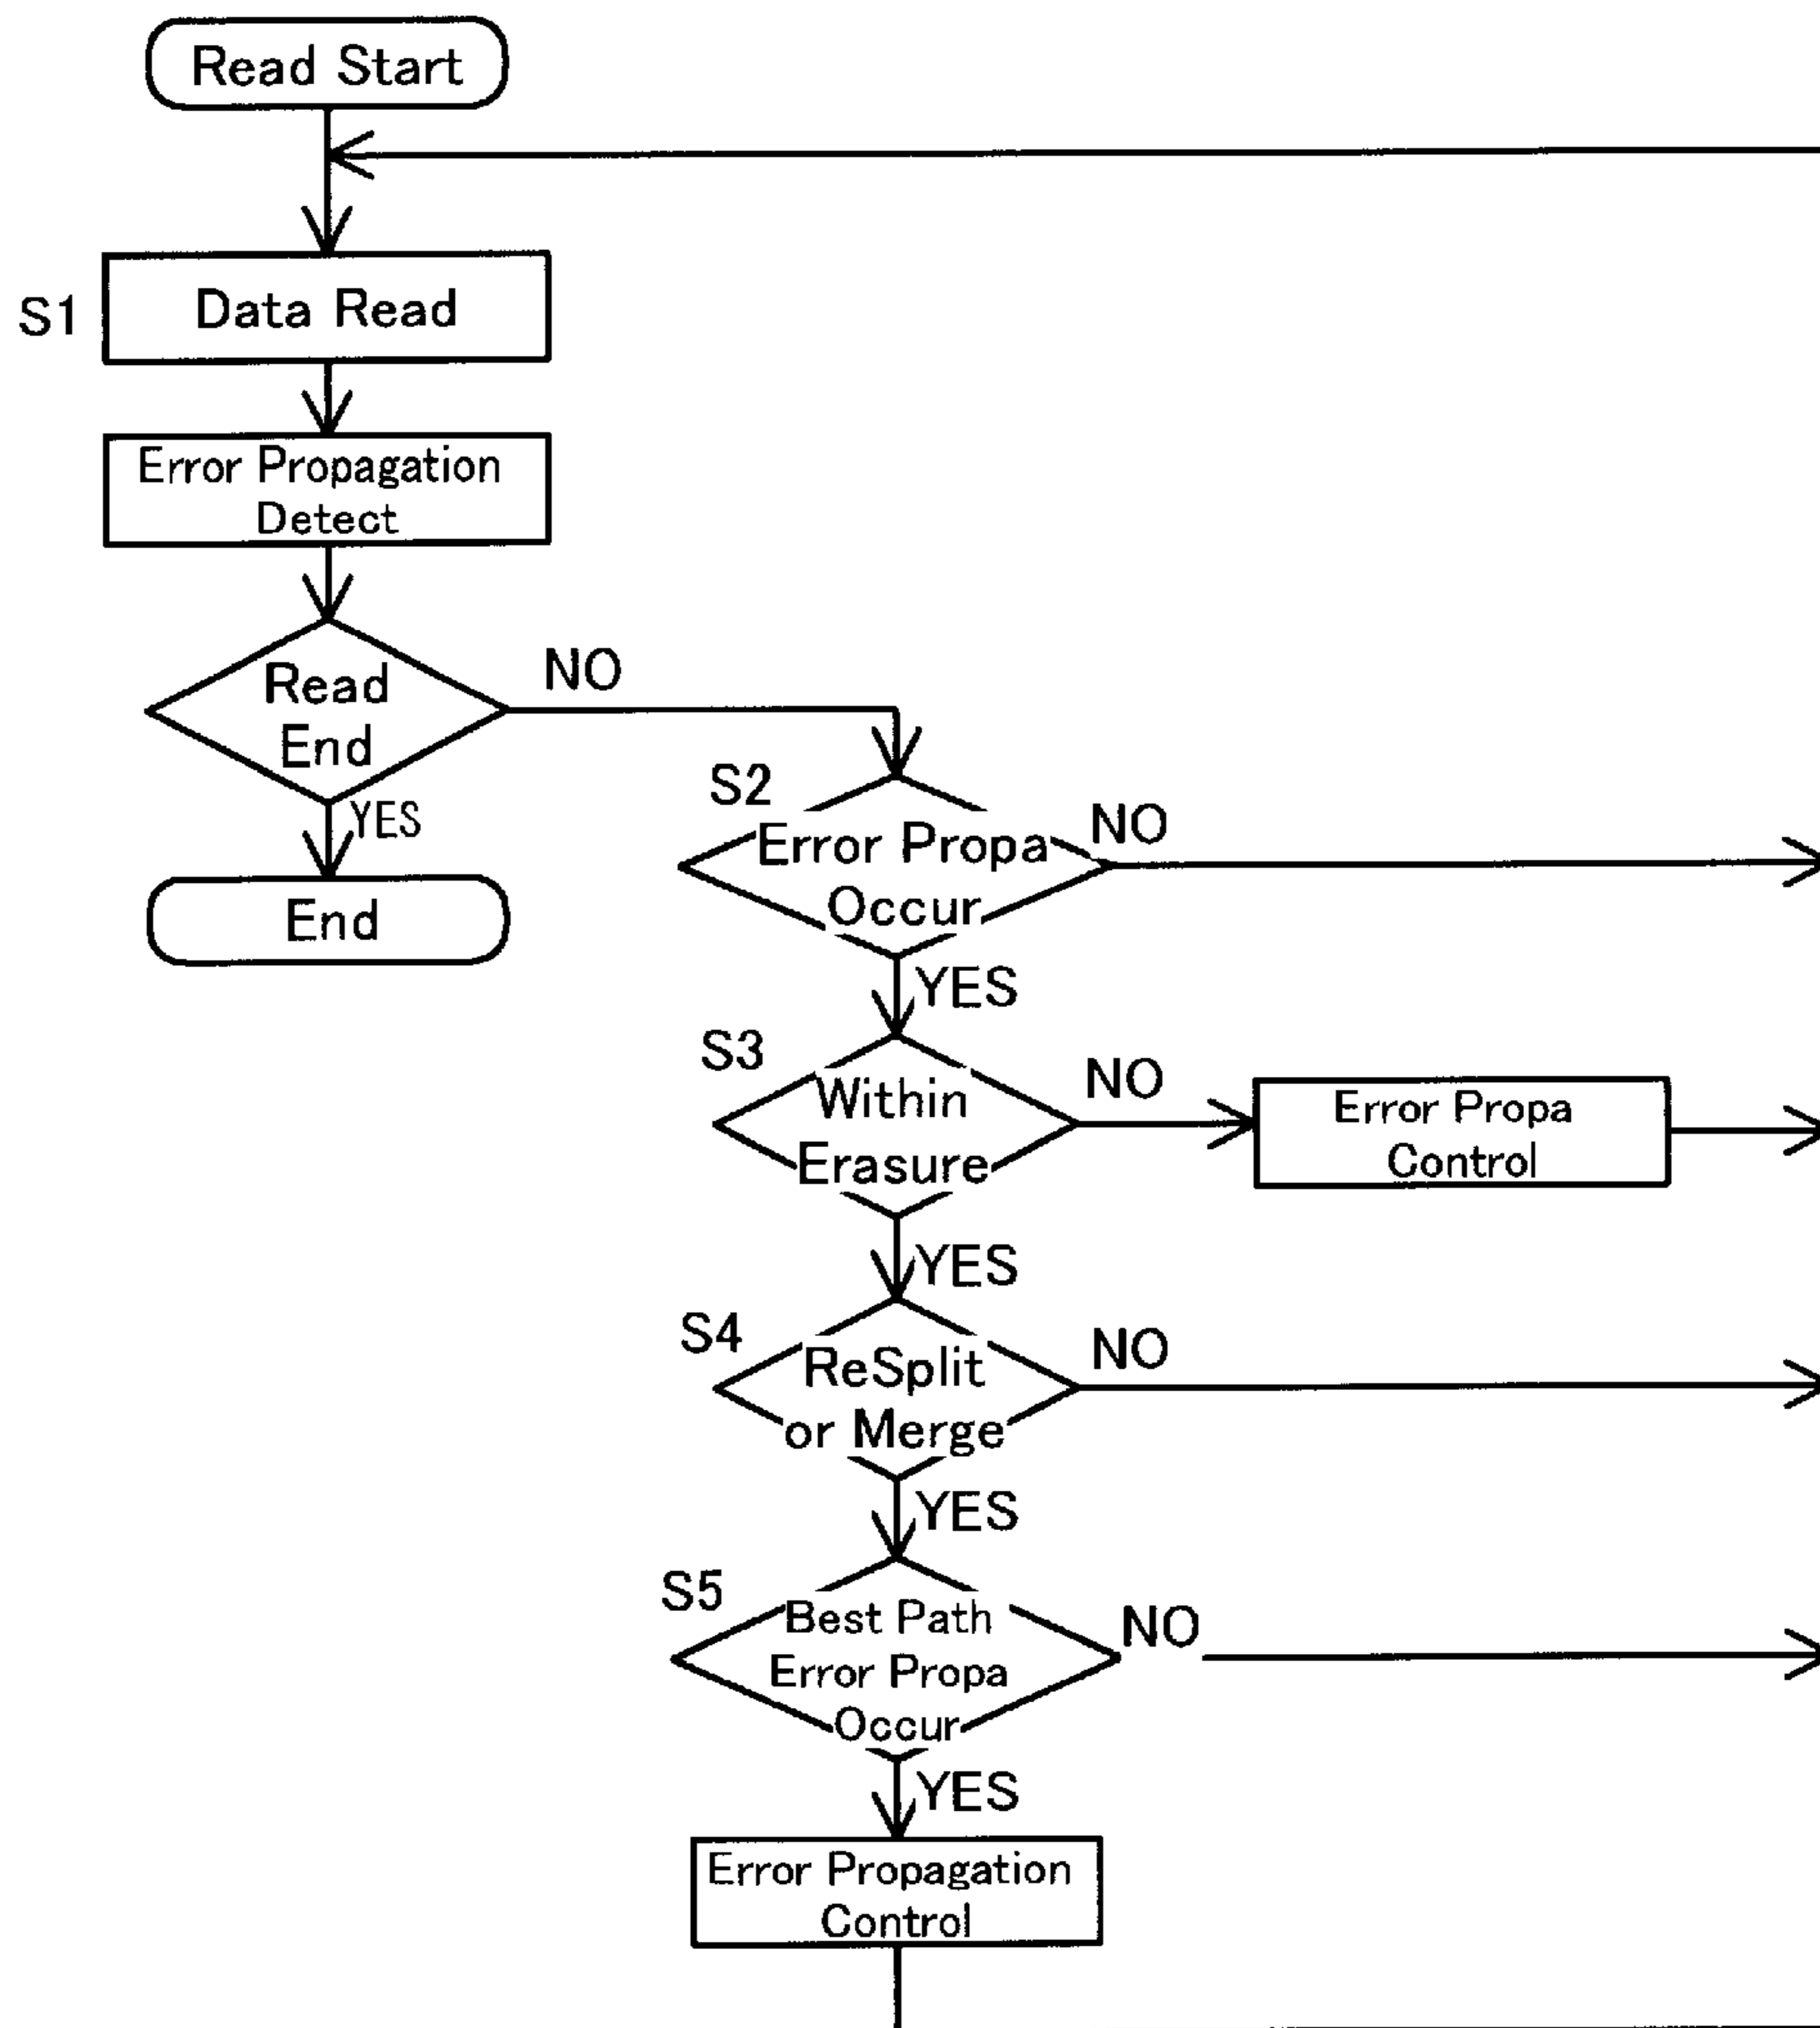 Read Start
S1
Data Read
Error Propagation
Detect
Read
End
NO
YES
End
S2
Error Propa
Occur
NO
YES
S3
Within
Erasure
NO
Error Propa
Control
YES
S4
ReSplit
or Merge
NO
YES
S5
Best Path
Error Propa
Occur
NO
YES
Error Propagation
Control